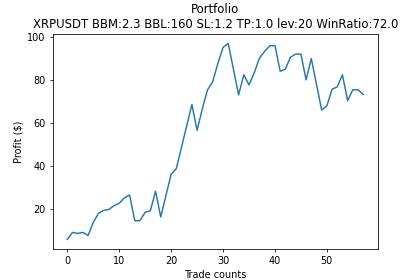 Portfolio
XRPUSDT BBM:2.3 BBL:160 SL:1.2 TP:1.0 lev:20 WinRatio:72.0
100
80
60
40
20
Profit ($)
0 10 20 30 40 50
Trade counts